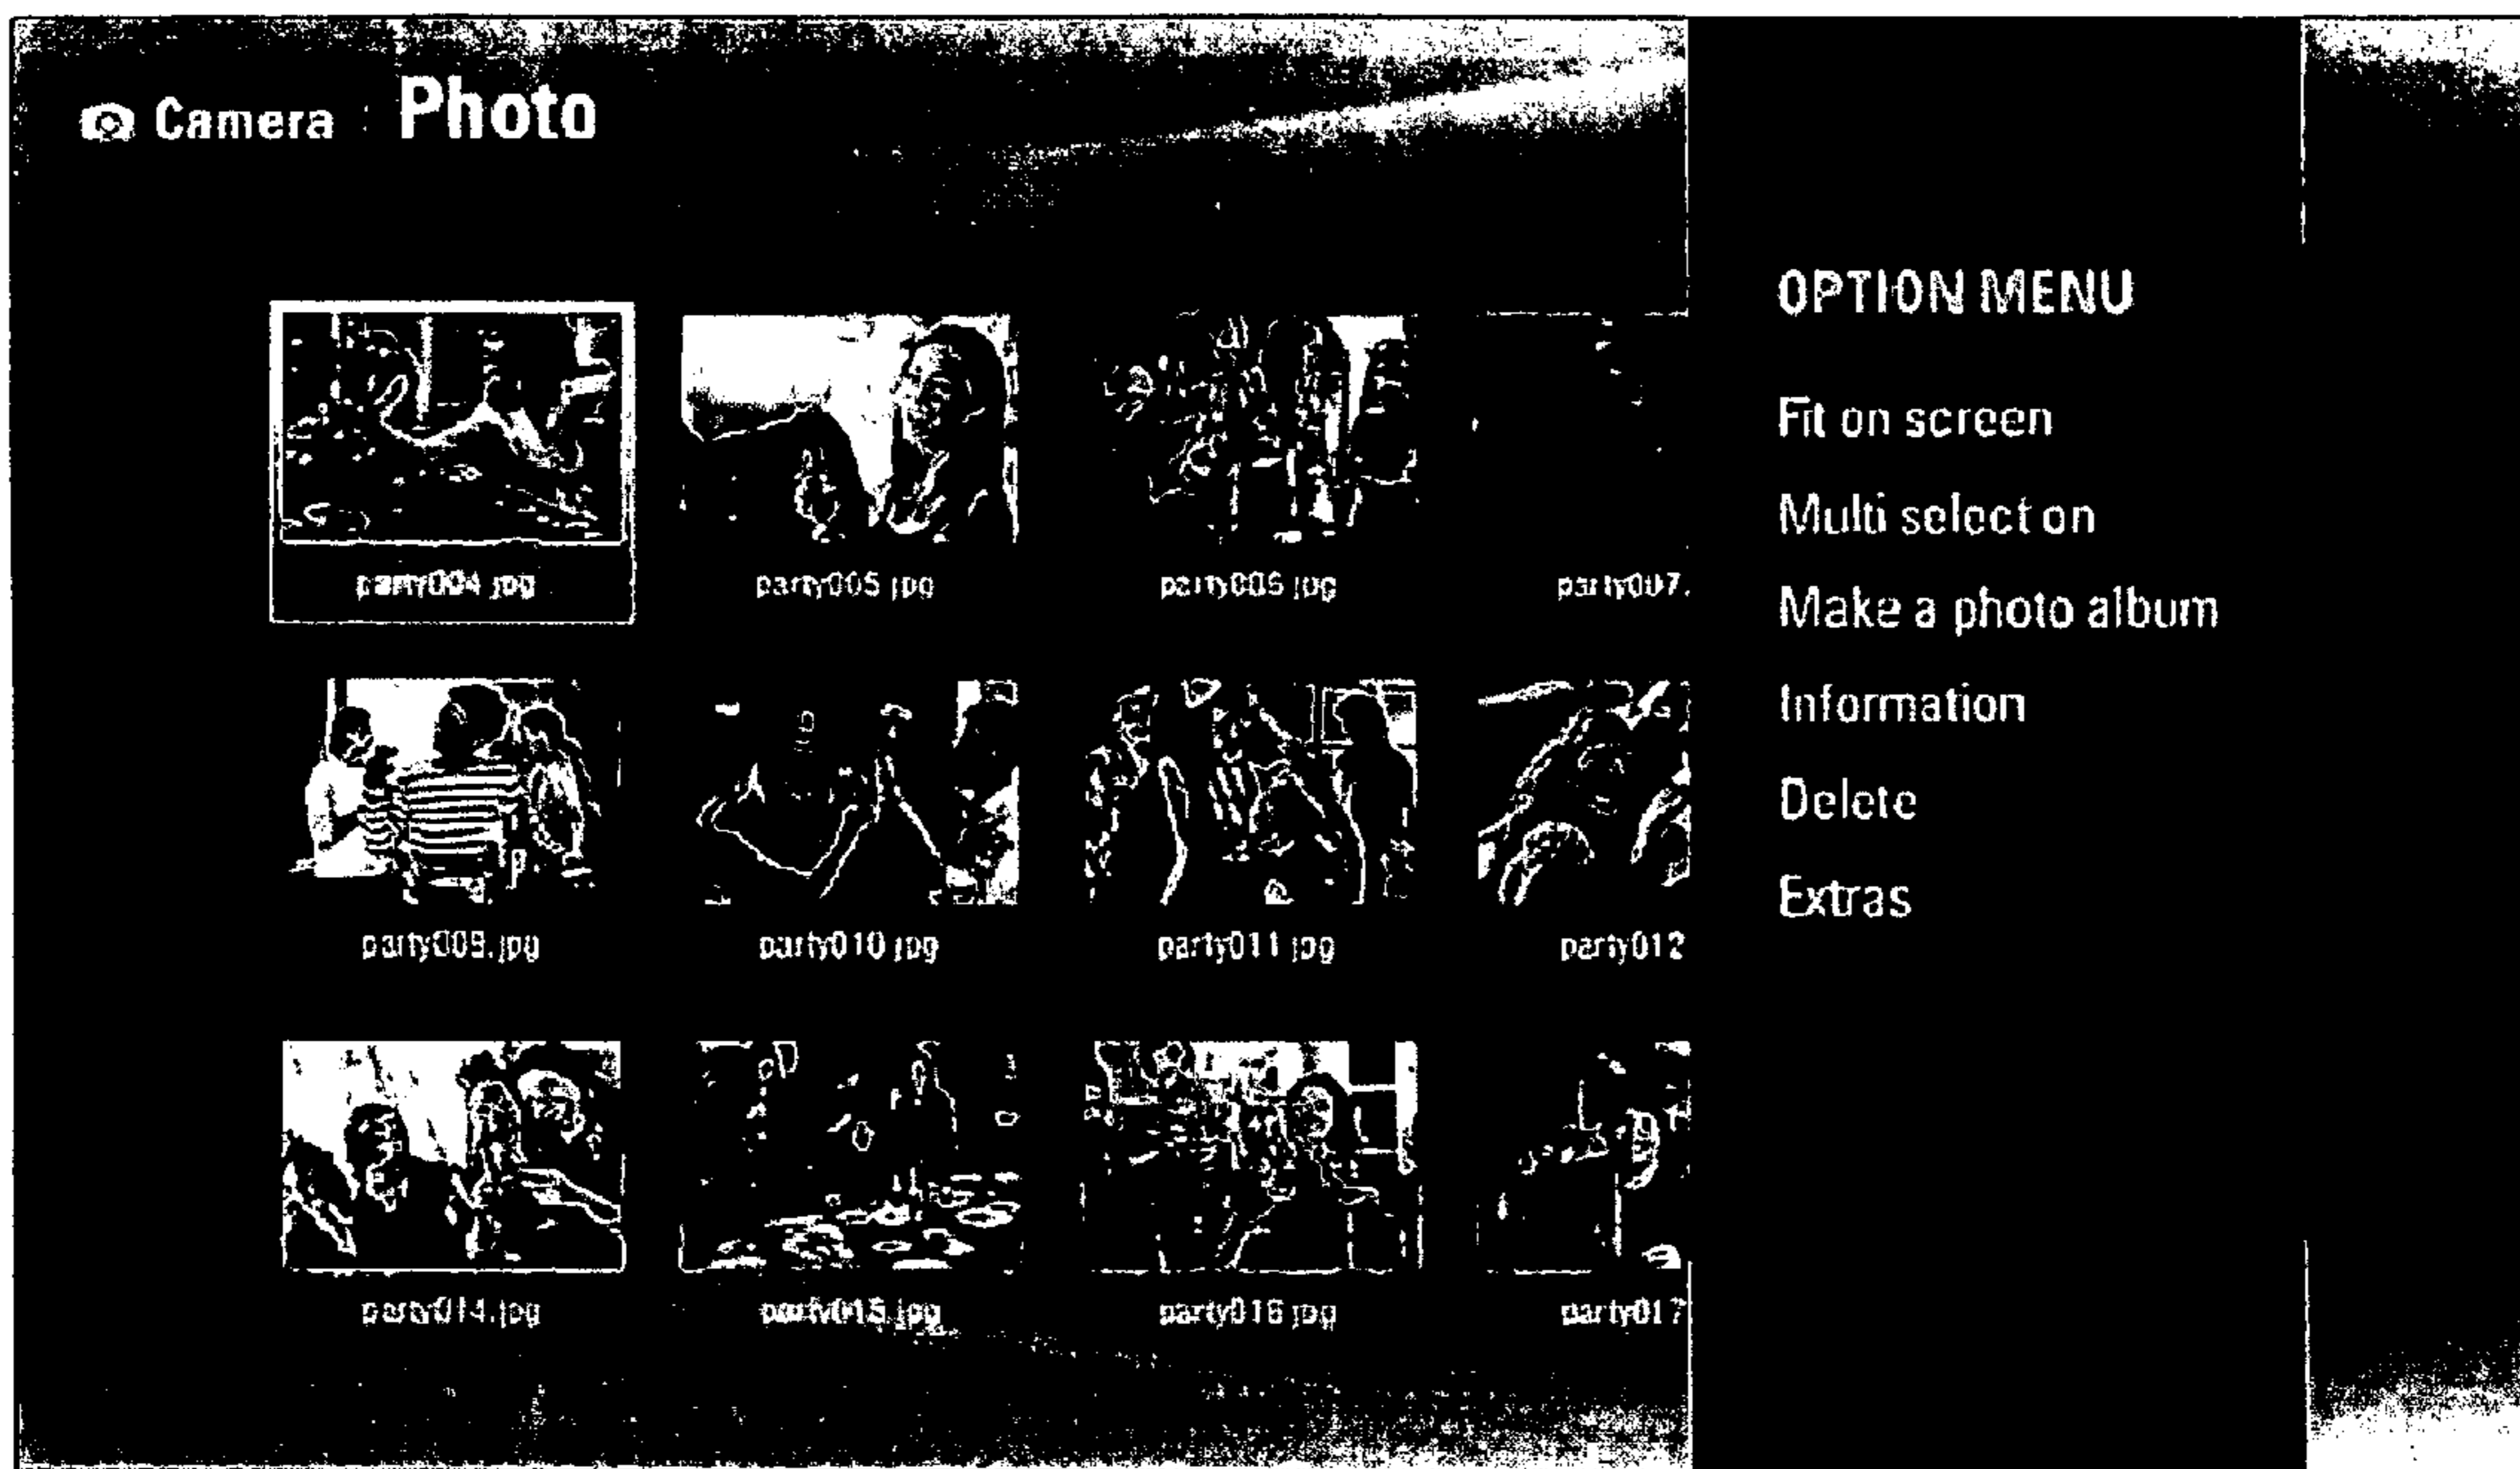 Camera Photo
OPTION MENU
Fit on screen
Multi select on
Make a photo album
Information
Delete
Extras
party004.jpg
party005.jpg
party006.jpg
party007.
party009.jpg
party010.jpg
party011.jpg
party012
party014.jpg
party015.jpg
party016.jpg
party017